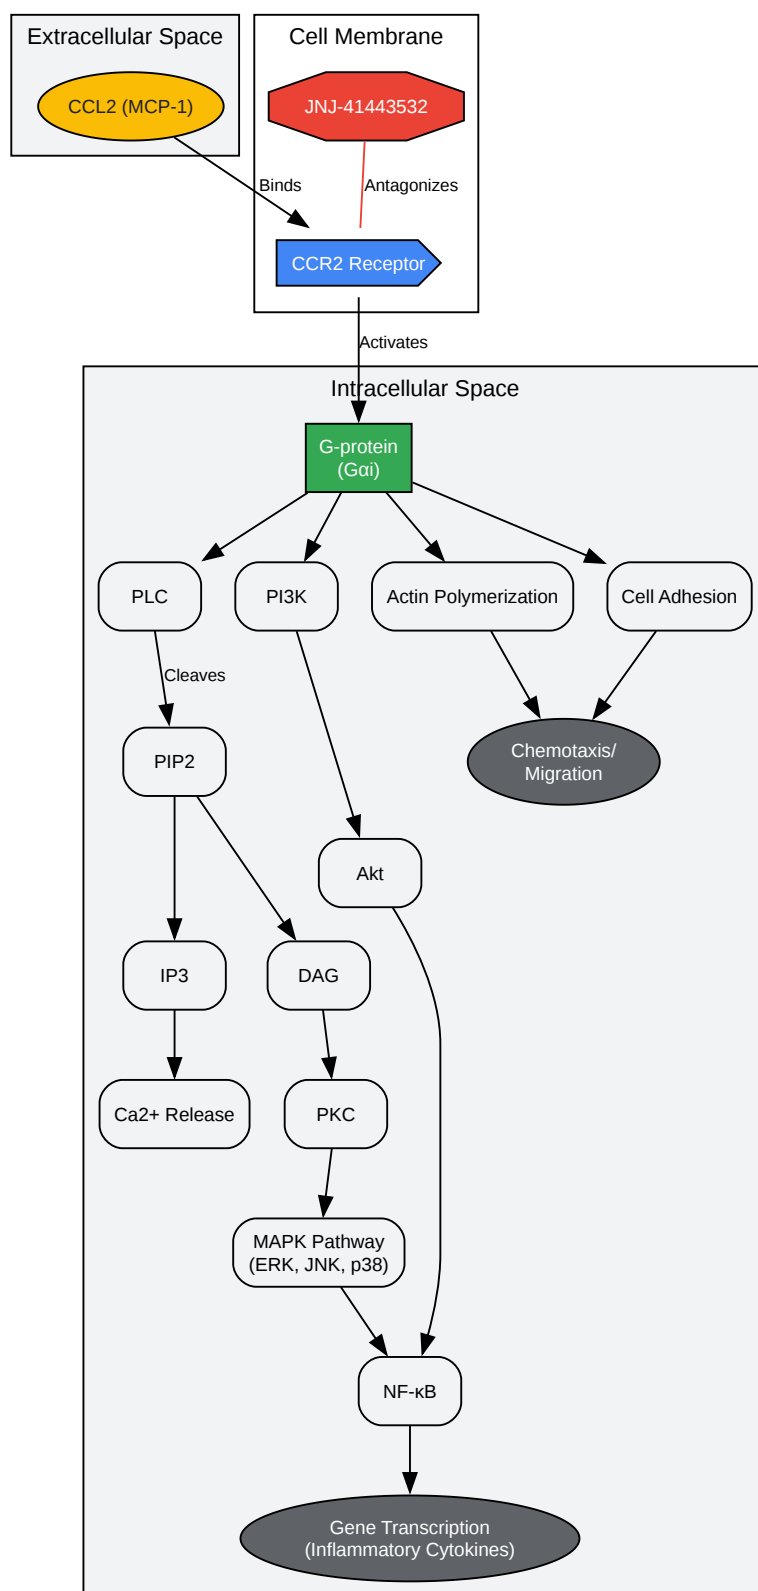 Extracellular Space
Cell Membrane
CCL2 (MCP-1)
JNJ-41443532
Binds
Antagonizes
CCR2 Receptor
Activates
Intracellular Space
G-protein
(Gαi)
PLC
PI3K
Actin Polymerization
Cell Adhesion
Cleaves
PIP2
Chemotaxis/
Migration
Akt
IP3
DAG
Ca2+ Release
PKC
MAPK Pathway
(ERK, JNK, p38)
NF-κB
Gene Transcription
(Inflammatory Cytokines)